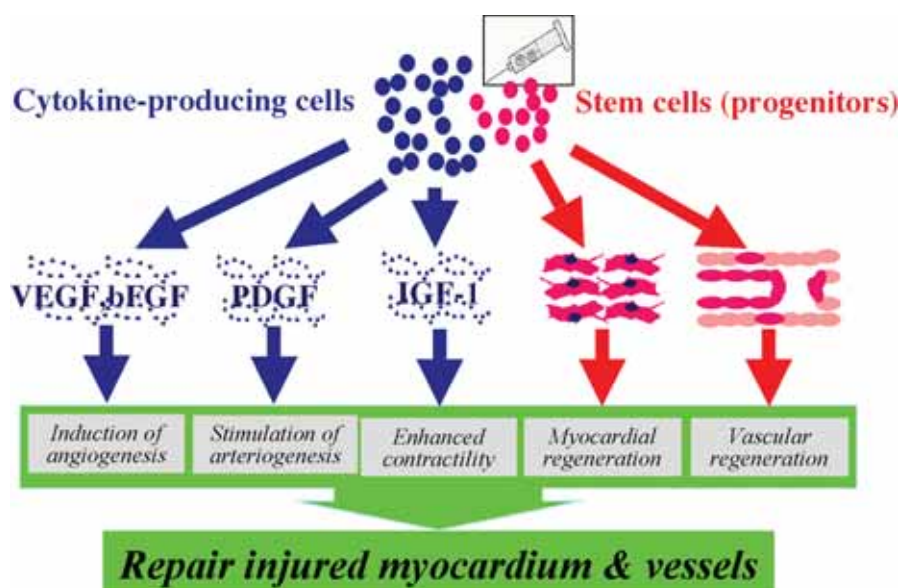 Cytokine-producing cells
Stem cells (progenitors)
VEGF,bEGF
PDGF
IGF-1
Induction of
angiogenesis
Stimulation of
arteriogenesis
Enhanced
contractility
Myocardial
regeneration
Vascular
regeneration
Repair injured myocardium & vessels